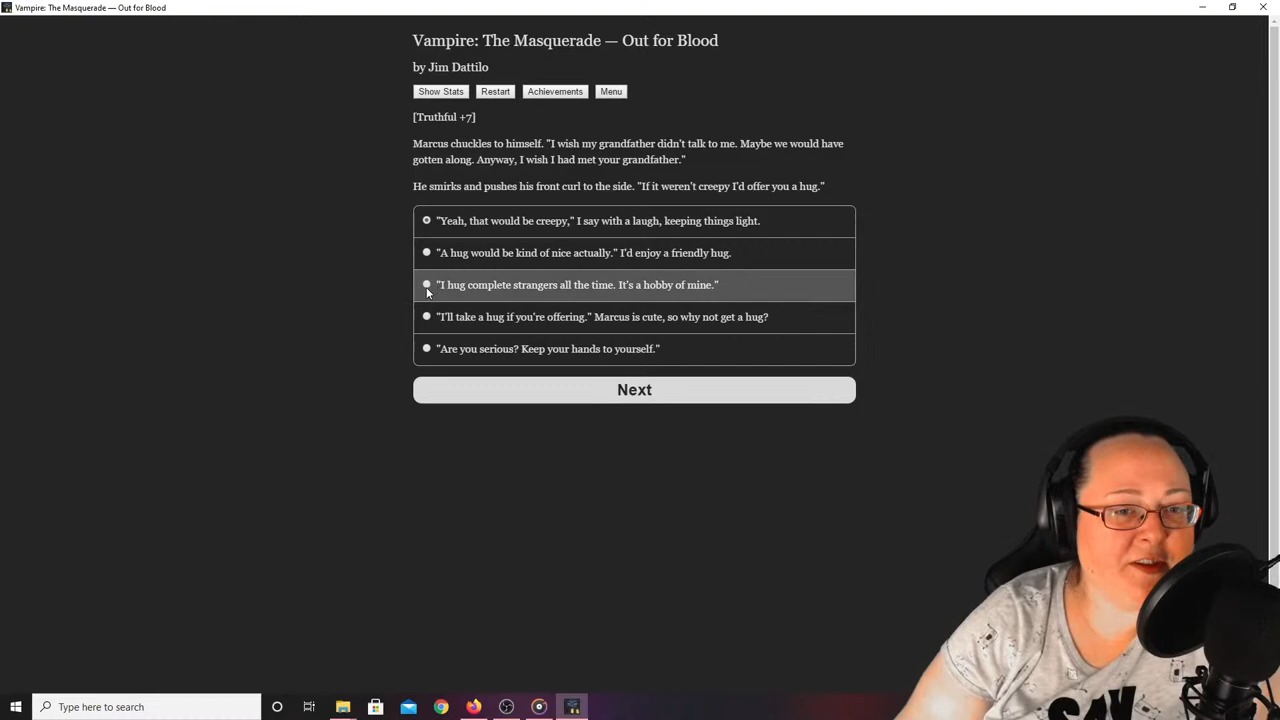 Vampire: The Masquerade — Out for Blood
Vampire: The Masquerade — Out for Blood
by Jim Dattilo
Show Stats Restart Achievements Menu
[Truthful +7]
Marcus chuckles to himself. "I wish my grandfather didn't talk to me. Maybe we would have
gotten along. Anyway, I wish I had met your grandfather."
He smirks and pushes his front curl to the side. "If it weren't creepy I'd offer you a hug."
"Yeah, that would be creepy," I say with a laugh, keeping things light.
"A hug would be kind of nice actually." I'd enjoy a friendly hug.
"I hug complete strangers all the time. It's a hobby of mine."
"I'll take a hug if you're offering." Marcus is cute, so why not get a hug?
"Are you serious? Keep your hands to yourself."
Next
SAY
Type here to search